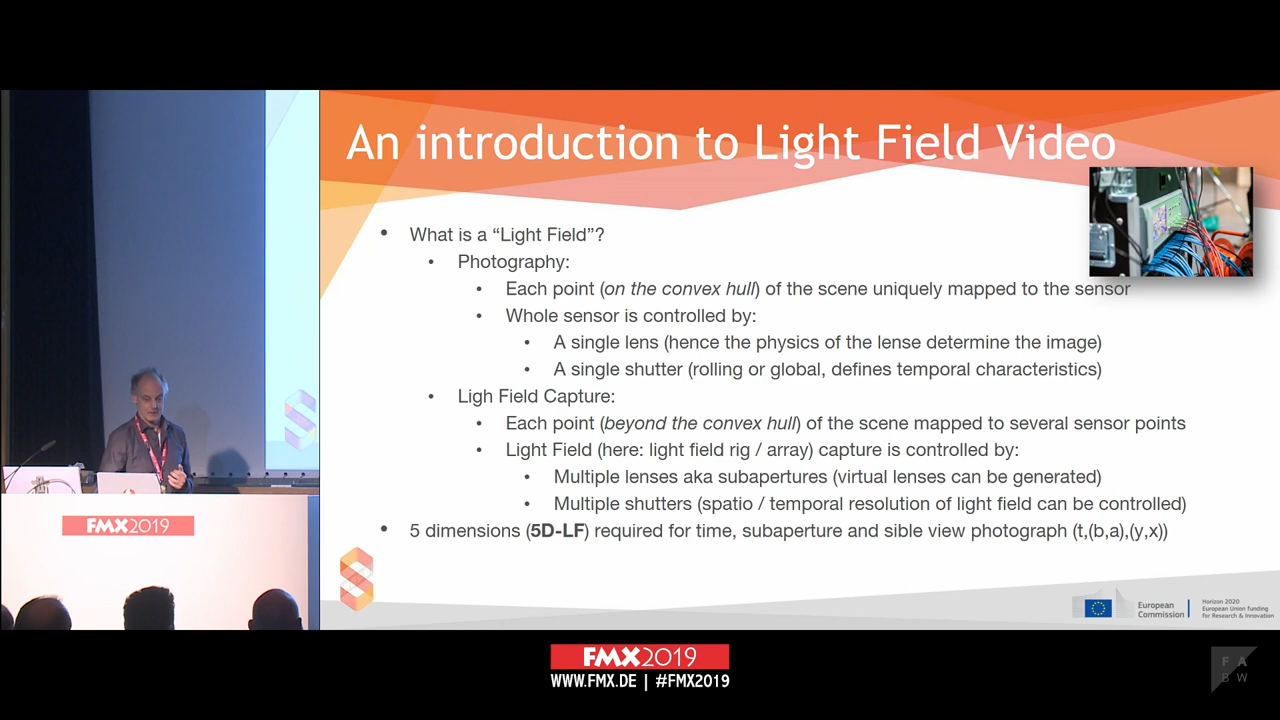 An introduction to Light Field Video
• What is a “Light Field”?
• Photography:
• Each point (on the convex hull) of the scene uniquely mapped to the sensor
• Whole sensor is controlled by:
• A single lens (hence the physics of the lense determine the image)
• A single shutter (rolling or global, defines temporal characteristics)
• Ligh Field Capture:
• Each point (beyond the convex hull) of the scene mapped to several sensor points
• Light Field (here: light field rig / array) capture is controlled by:
• Multiple lenses aka subapertures (virtual lenses can be generated)
• Multiple shutters (spatio / temporal resolution of light field can be controlled)
• 5 dimensions (5D-LF) required for time, subaperture and sible view photograph (t,(b,a),(y,x))
FMX2019
European
Commission
Horizon 2020
European Union funding
for Research & Innovation
FMX2019
WWW.FMX.DE | #FMX2019
F A
B W